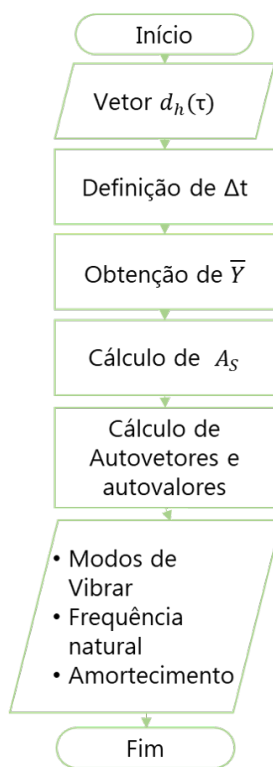 Início
Vetor d_h(τ)
Definição de Δt
Obtenção de Y̅
Cálculo de A_S
Cálculo de
Autovetores e
autovalores
• Modos de
Vibrar
• Frequência
natural
• Amortecimento
Fim